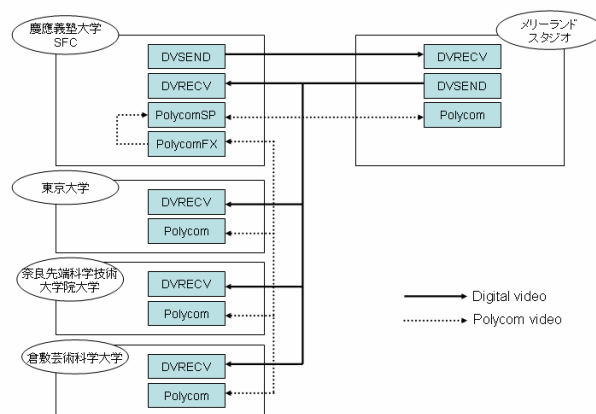 慶應義塾大学
SFC
DVSEND
DVRECV
PolycomSP
PolycomFX
メリーランド
スタジオ
DVRECV
DVSEND
Polycom
東京大学
DVRECV
Polycom
奈良先端科学技術
大学院大学
DVRECV
Polycom
倉敷芸術科学大学
DVRECV
Polycom
Digital video
Polycom video